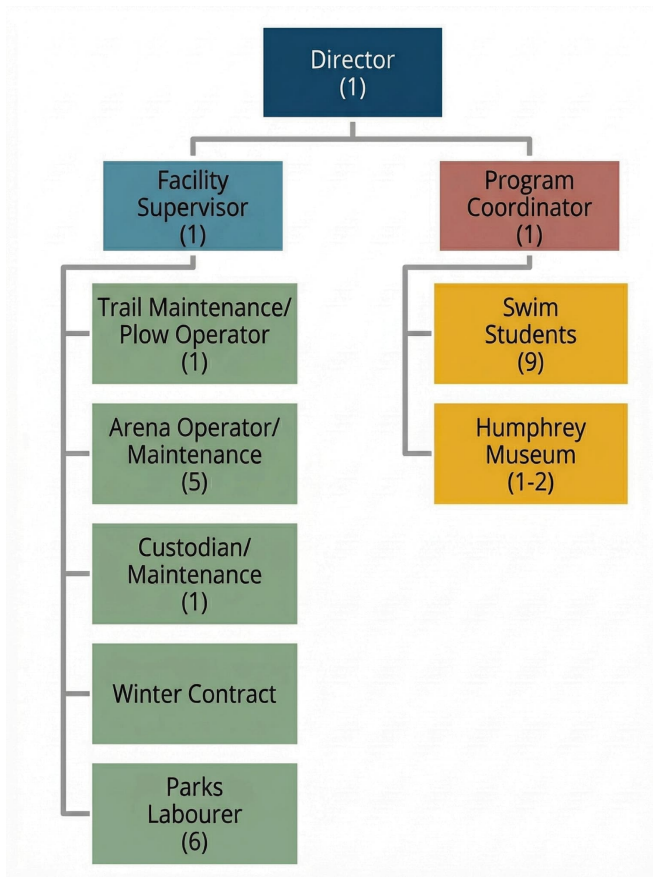 Director
(1)
Facility
Supervisor
(1)
Program
Coordinator
(1)
Trail Maintenance/
Plow Operator
(1)
Arena Operator/
Maintenance
(5)
Custodian/
Maintenance
(1)
Winter Contract
Parks
Labourer
(6)
Swim
Students
(9)
Humphrey
Museum
(1-2)